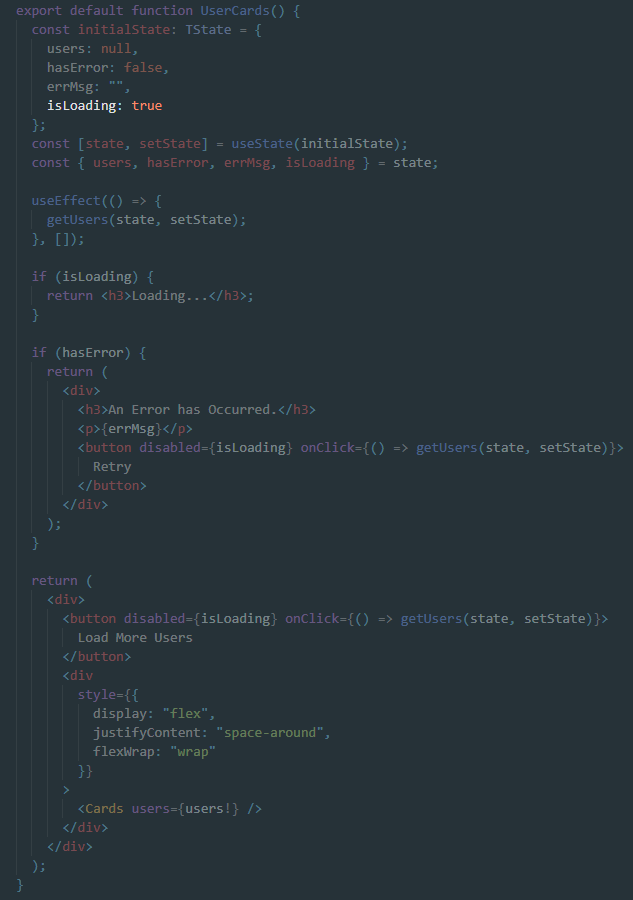 export default function UserCards() {
  const initialState: TState = {
    users: null,
    hasError: false,
    errMsg: "",
    isLoading: true
  };
  const [state, setState] = useState(initialState);
  const { users, hasError, errMsg, isLoading } = state;

  useEffect(() => {
    getUsers(state, setState);
  }, []);

  if (isLoading) {
    return <h3>Loading...</h3>;
  }

  if (hasError) {
    return (
      <div>
        <h3>An Error has Occurred.</h3>
        <p>{errMsg}</p>
        <button disabled={isLoading} onClick={() => getUsers(state, setState)}>
          Retry
        </button>
      </div>
    );
  }

  return (
    <div>
      <button disabled={isLoading} onClick={() => getUsers(state, setState)}>
        Load More Users
      </button>
      <div
        style={{
          display: "flex",
          justifyContent: "space-around",
          flexWrap: "wrap"
        }}
      >
        <Cards users={users!} />
      </div>
    </div>
  );
}